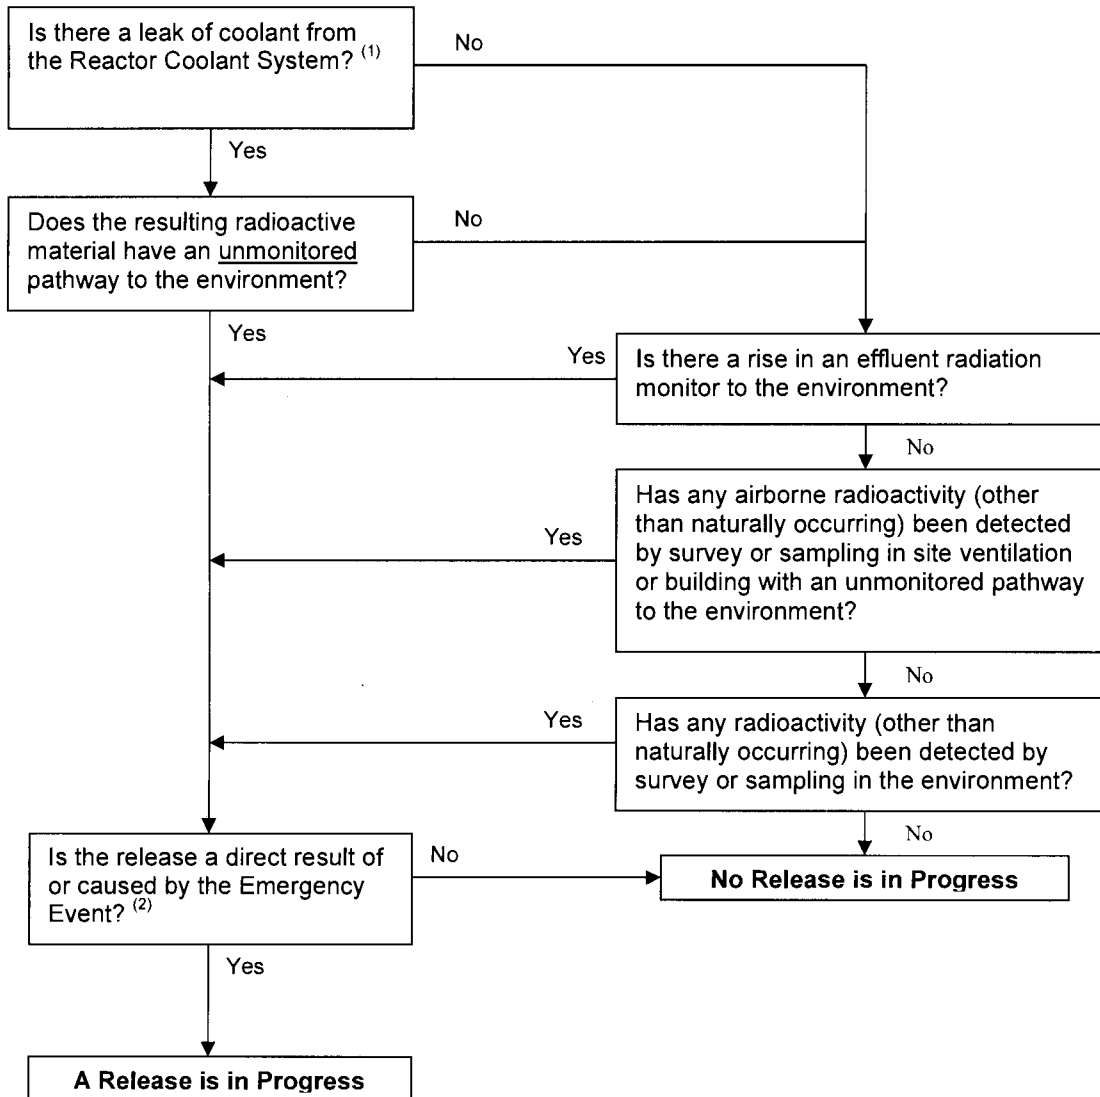 Is there a leak of coolant from
the Reactor Coolant System? (1)
No
Yes
Does the resulting radioactive
material have an unmonitored
pathway to the environment?
No
Yes
Yes
Is there a rise in an effluent radiation
monitor to the environment?
No
Yes
Has any airborne radioactivity (other
than naturally occurring) been detected
by survey or sampling in site ventilation
or building with an unmonitored pathway
to the environment?
No
Yes
Has any radioactivity (other than
naturally occurring) been detected by
survey or sampling in the environment?
No
Is the release a direct result of
or caused by the Emergency
Event? (2)
No
No Release is in Progress
Yes
A Release is in Progress